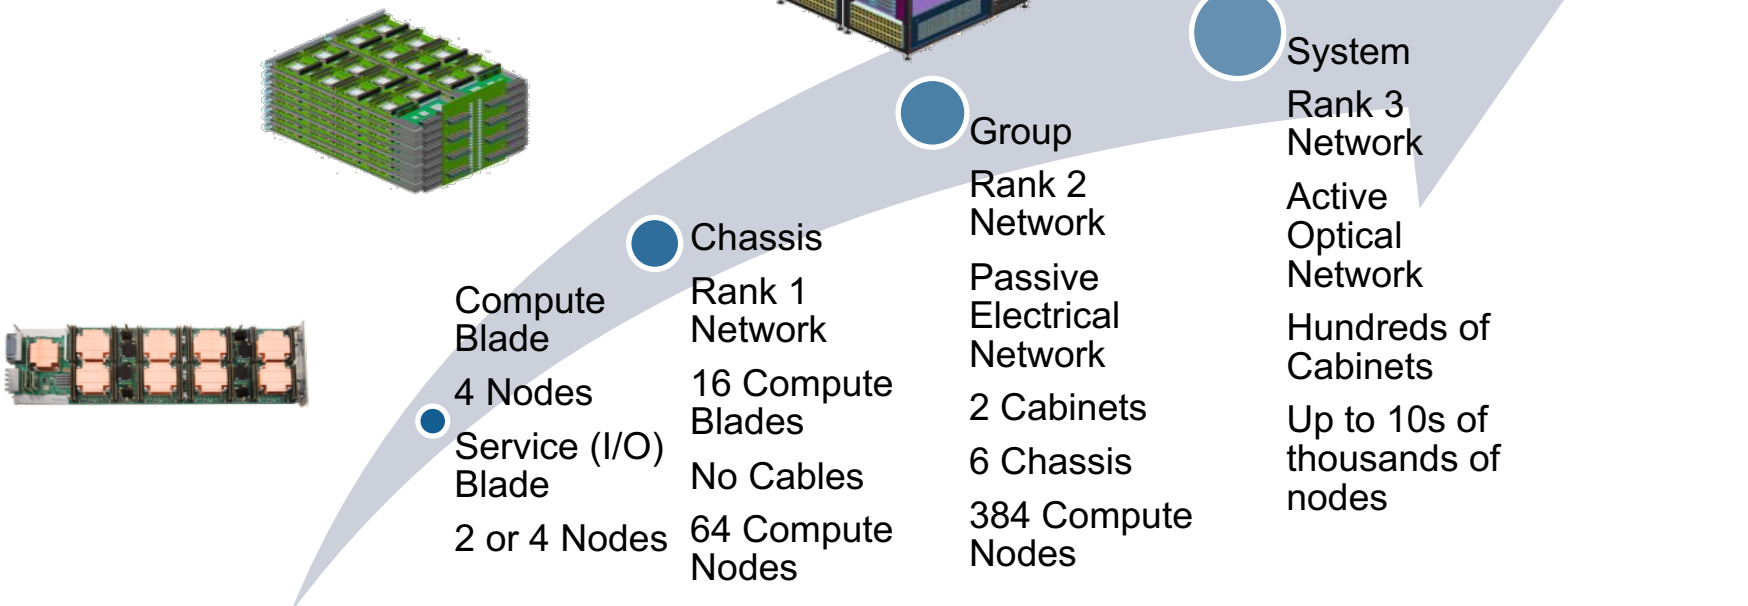 Compute
Blade
4 Nodes
Service (I/O)
Blade
2 or 4 Nodes
Chassis
Rank 1
Network
16 Compute
Blades
No Cables
64 Compute
Nodes
Group
Rank 2
Network
Passive
Electrical
Network
2 Cabinets
6 Chassis
384 Compute
Nodes
System
Rank 3
Network
Active
Optical
Network
Hundreds of
Cabinets
Up to 10s of
thousands of
nodes